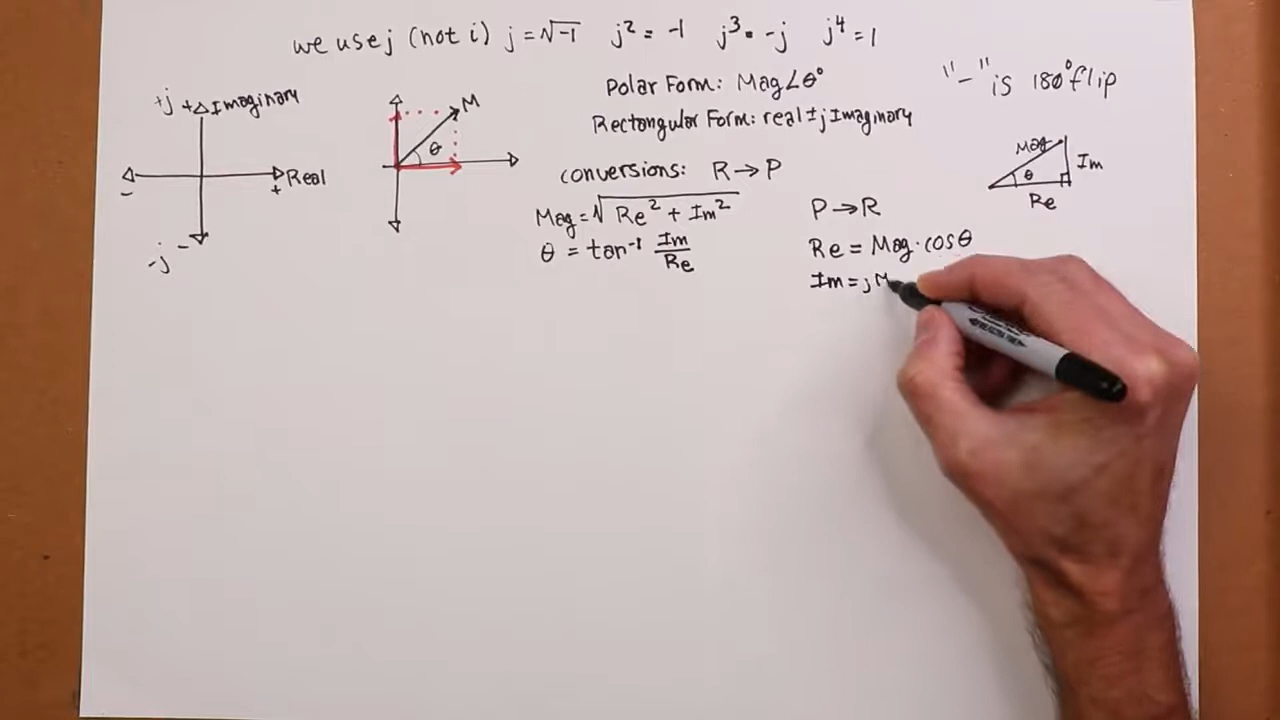 we use j (not i) j = √-1 j² = -1 j³ = -j j⁴ = 1
"-" is 180° flip
Polar Form: Mag∠θ°
Rectangular Form: real ± j Imaginary
+j + Imaginary
Real
+
-
-j -
M
θ
Mag
θ
Im
Re
conversions: R → P
Mag = √Re² + Im²
θ = tan⁻¹ Im/Re
P → R
Re = Mag · cosθ
Im = j M